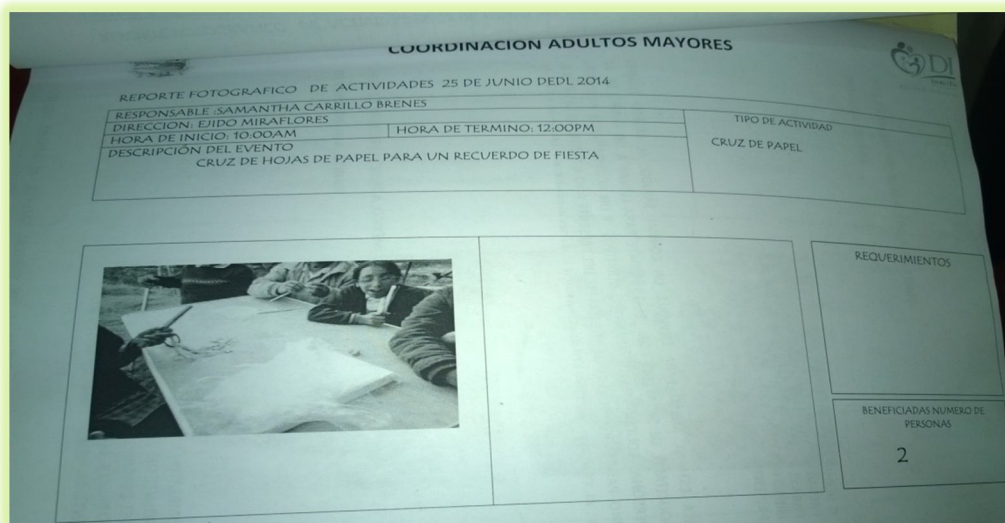 COORDINACION ADULTOS MAYORES
DI
REPORTE FOTOGRAFICO DE ACTIVIDADES 25 DE JUNIO DEDL 2014
RESPONSABLE :SAMANTHA CARRILLO BRENES
DIRECCION: EJIDO MIRAFLORES
HORA DE INICIO: 10:00AM
HORA DE TERMINO: 12:00PM
TIPO DE ACTIVIDAD
CRUZ DE PAPEL
DESCRIPCIÓN DEL EVENTO
CRUZ DE HOJAS DE PAPEL PARA UN RECUERDO DE FIESTA
REQUERIMIENTOS
BENEFICIADAS NUMERO DE
PERSONAS
2